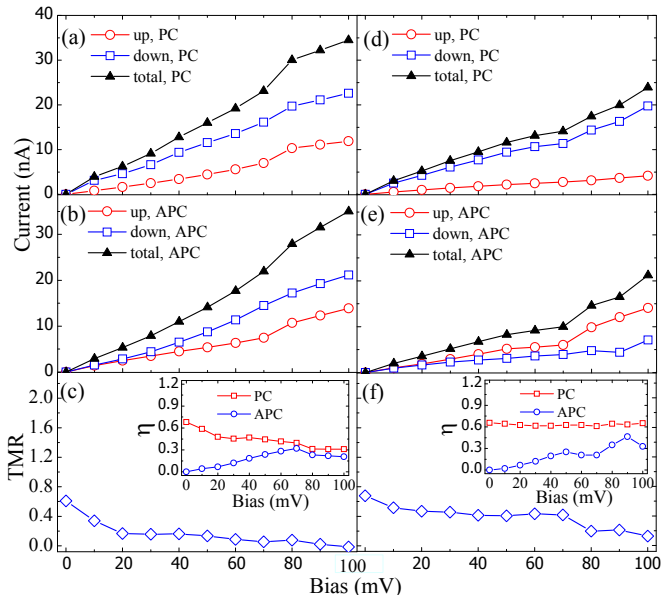 40
(a)
up, PC
down, PC
total, PC
30
20
10
0
(d)
up, PC
down, PC
total, PC
Current (nA)
(b)
up, APC
down, APC
total, APC
30
20
10
0
(e)
up, APC
down, APC
total, APC
TMR
2.0
1.6
1.2
0.8
0.4
0.0
(c)
η
1.2
0.9
0.6
0.3
0.0
PC
APC
0 20 40 60 80 100
Bias (mV)
(f)
η
1.2
0.9
0.6
0.3
0.0
PC
APC
0 20 40 60 80 100
Bias (mV)
0 20 40 60 80 100
20 40 60 80 100
Bias (mV)